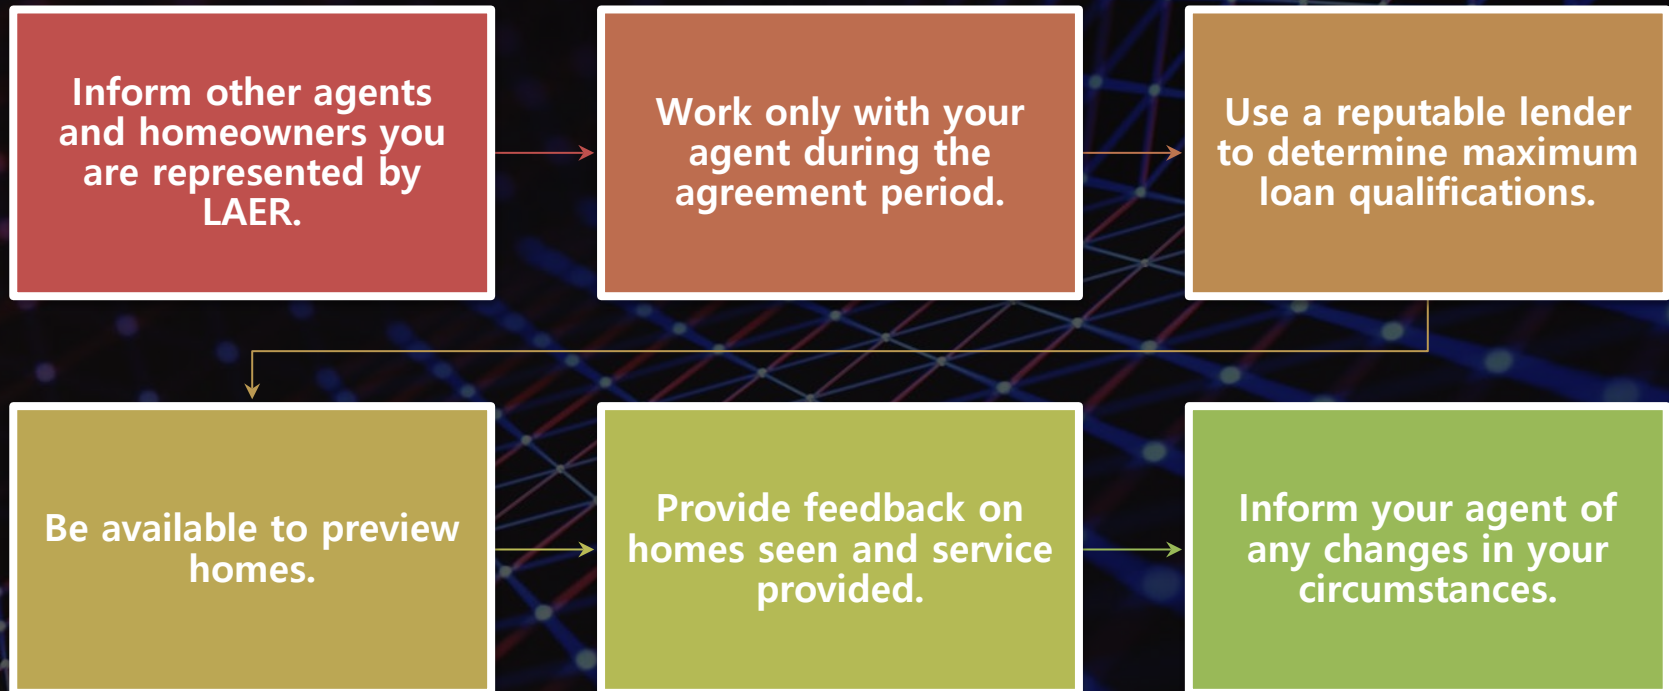 Inform other agents
and homeowners you
are represented by
LAER.
Work only with your
agent during the
agreement period.
Use a reputable lender
to determine maximum
loan qualifications.
Be available to preview
homes.
Provide feedback on
homes seen and service
provided.
Inform your agent of
any changes in your
circumstances.